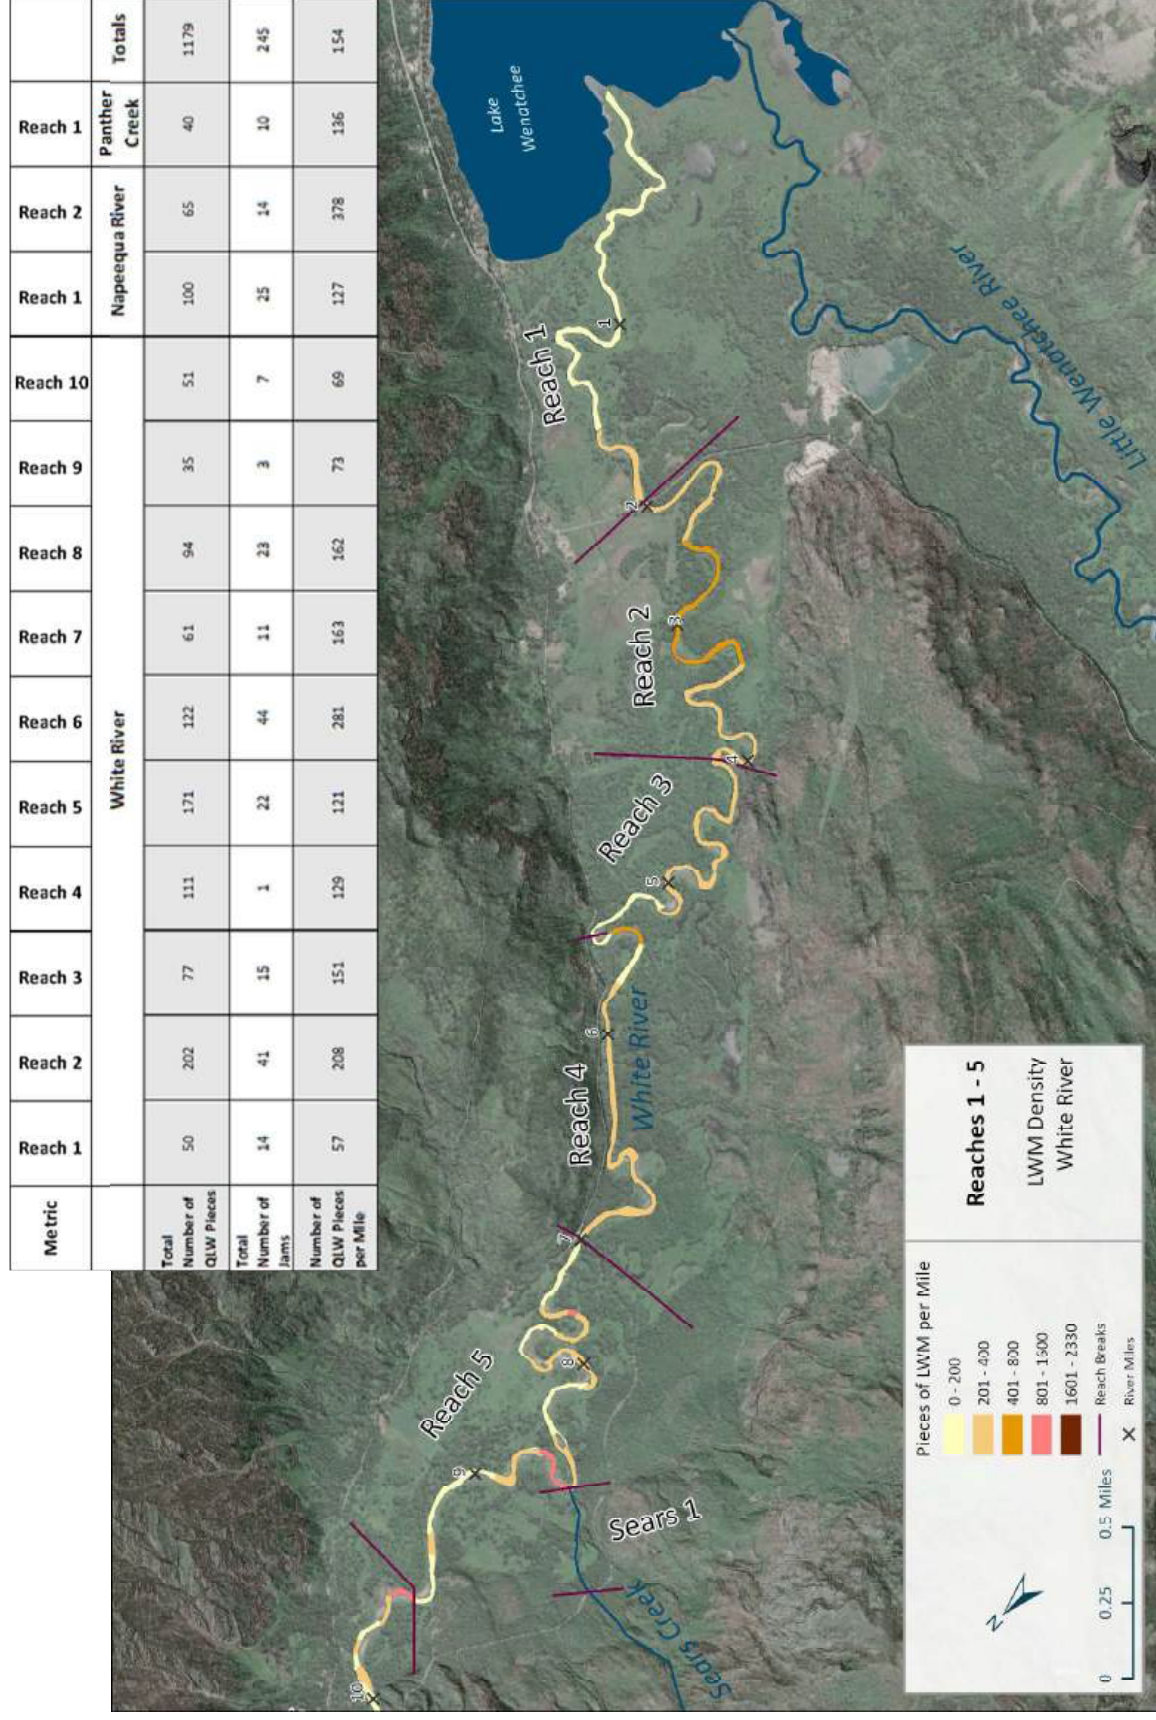 Metric Reach 1 Reach 2 Reach 3 Reach 4 Reach 5 Reach 6 Reach 7 Reach 8 Reach 9 Reach 10 Reach 1 Reach 2 Reach 1
White River Napeequa River Panther Creek Totals
Total Number of QLW Pieces 50 202 77 111 171 122 61 94 35 51 100 65 40 1179
Total Number of Jams 14 41 15 1 22 44 11 23 3 7 25 14 10 245
Number of QLW Pieces per Mile 57 208 151 129 121 281 163 162 73 69 127 378 136 154
Lake
Wenatchee
Reach 1
Reach 2
Reach 3
Reach 4
Reach 5
Sears 1
White River
Little Wenatchee River
Sears Creek
1
2
3
4
5
6
7
8
9
10
N
0 0.25 0.5 Miles
Pieces of LWM per Mile
0 - 200
201 - 400
401 - 800
801 - 1600
1601 - 2330
Reach Breaks
River Miles
Reaches 1 - 5
LWM Density
White River